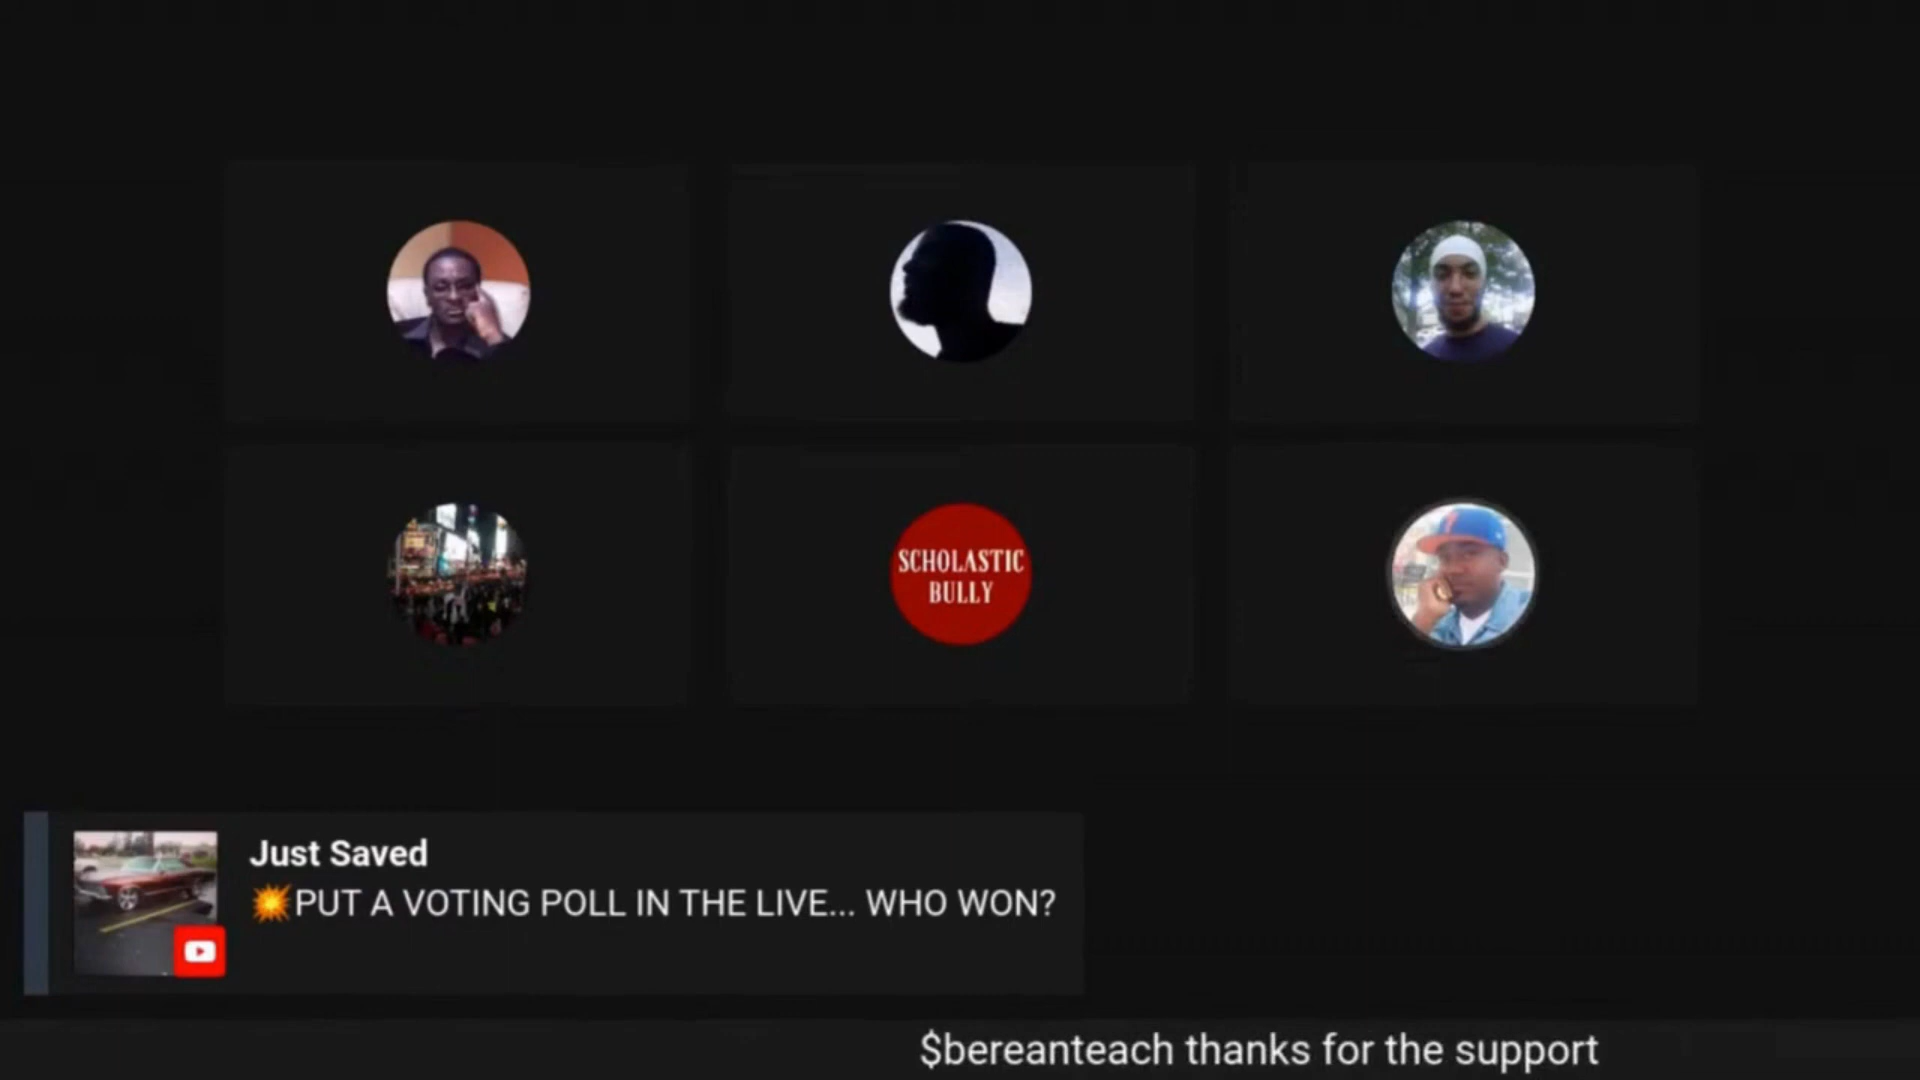 SCHOLASTIC
BULLY
Just Saved
💥PUT A VOTING POLL IN THE LIVE... WHO WON?
$bereanteach thanks for the support